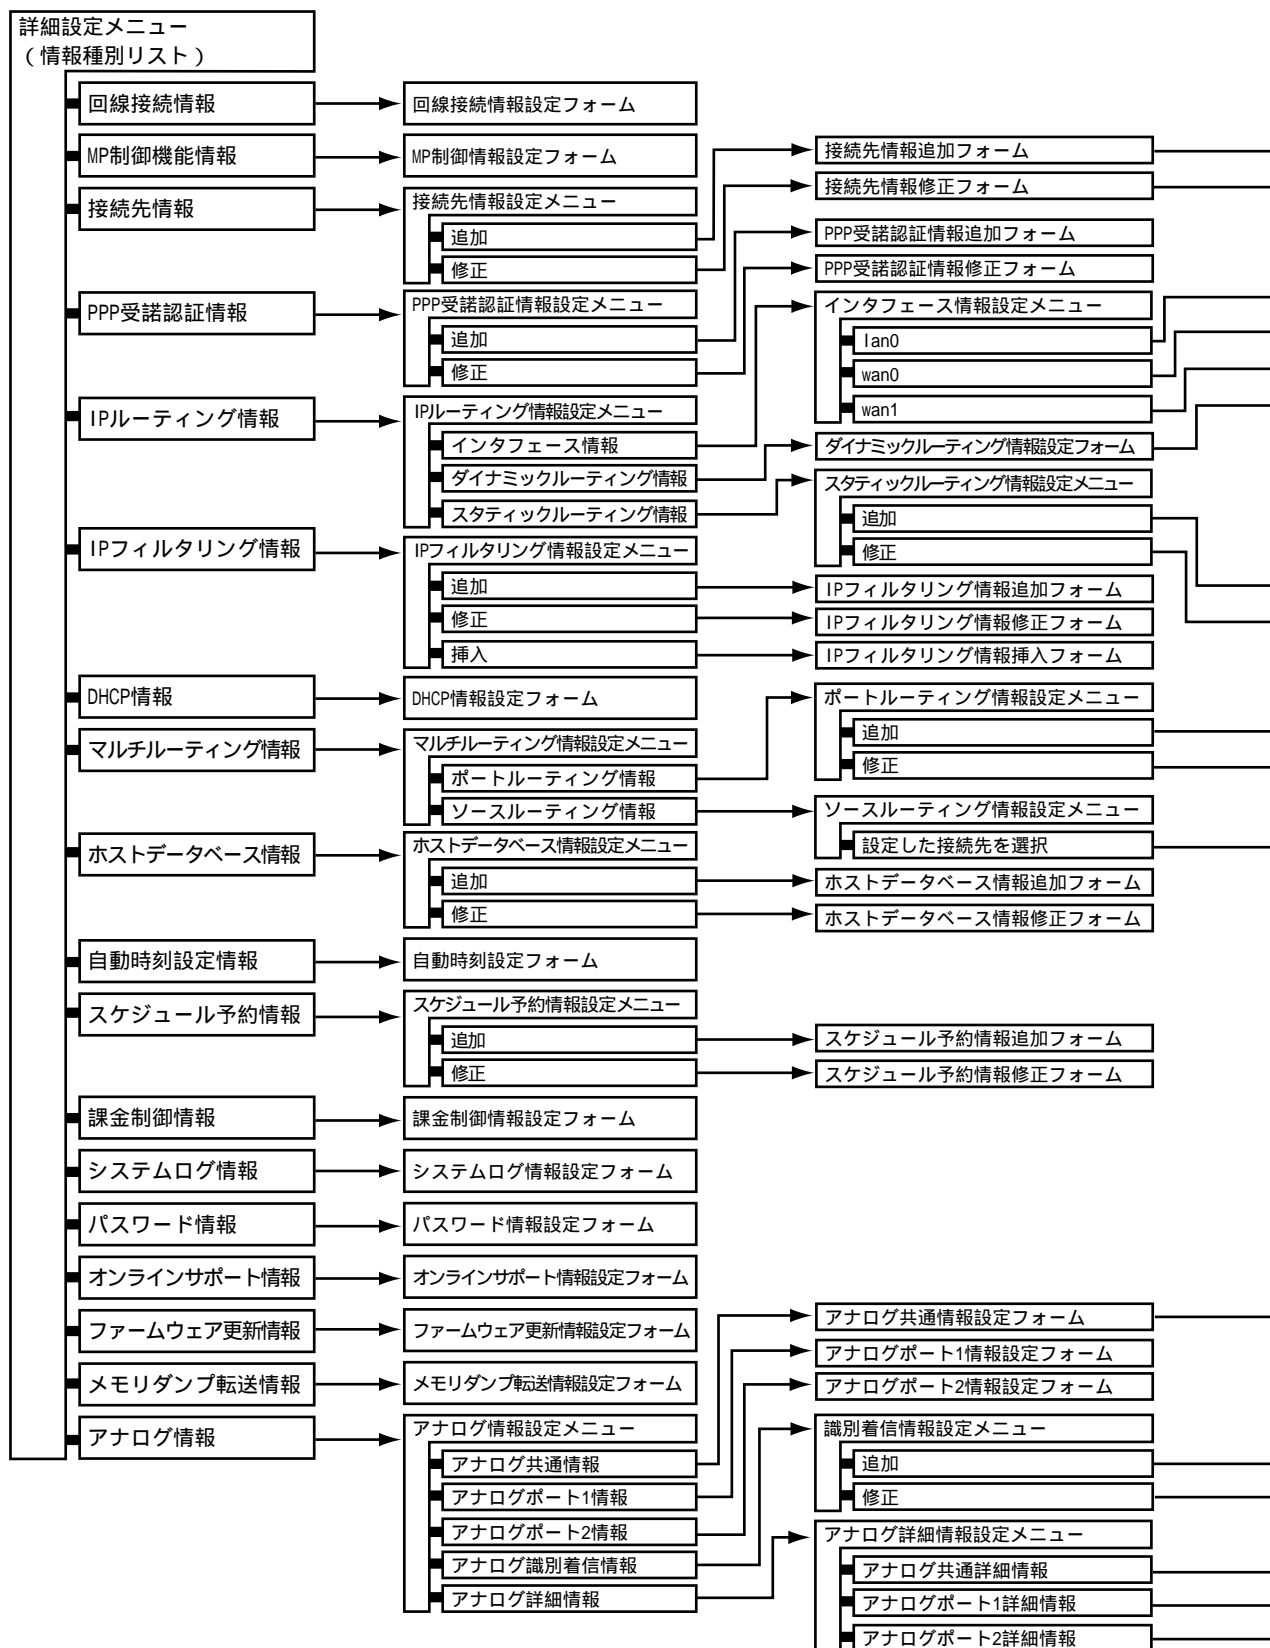 詳細設定メニュー
(情報種別リスト)
回線接続情報
回線接続情報設定フォーム
MP制御機能情報
MP制御情報設定フォーム
接続先情報
接続先情報設定メニュー
追加
修正
接続先情報追加フォーム
接続先情報修正フォーム
PPP受諾認証情報
PPP受諾認証情報設定メニュー
追加
修正
PPP受諾認証情報追加フォーム
PPP受諾認証情報修正フォーム
IPルーティング情報
IPルーティング情報設定メニュー
インタフェース情報
ダイナミックルーティング情報
スタティックルーティング情報
インタフェース情報設定メニュー
lan0
wan0
wan1
ダイナミックルーティング情報設定フォーム
スタティックルーティング情報設定メニュー
追加
修正
IPフィルタリング情報
IPフィルタリング情報設定メニュー
追加
修正
挿入
IPフィルタリング情報追加フォーム
IPフィルタリング情報修正フォーム
IPフィルタリング情報挿入フォーム
DHCP情報
DHCP情報設定フォーム
マルチルーティング情報
マルチルーティング情報設定メニュー
ポートルーティング情報
ソースルーティング情報
ポートルーティング情報設定メニュー
追加
修正
ソースルーティング情報設定メニュー
設定した接続先を選択
ホストデータベース情報
ホストデータベース情報設定メニュー
追加
修正
ホストデータベース情報追加フォーム
ホストデータベース情報修正フォーム
自動時刻設定情報
自動時刻設定フォーム
スケジュール予約情報
スケジュール予約情報設定メニュー
追加
修正
スケジュール予約情報追加フォーム
スケジュール予約情報修正フォーム
課金制御情報
課金制御情報設定フォーム
システムログ情報
システムログ情報設定フォーム
パスワード情報
パスワード情報設定フォーム
オンラインサポート情報
オンラインサポート情報設定フォーム
ファームウェア更新情報
ファームウェア更新情報設定フォーム
メモリダンプ転送情報
メモリダンプ転送情報設定フォーム
アナログ情報
アナログ情報設定メニュー
アナログ共通情報
アナログポート1情報
アナログポート2情報
アナログ識別着信情報
アナログ詳細情報
アナログ共通情報設定フォーム
アナログポート1情報設定フォーム
アナログポート2情報設定フォーム
識別着信情報設定メニュー
追加
修正
アナログ詳細情報設定メニュー
アナログ共通詳細情報
アナログポート1詳細情報
アナログポート2詳細情報